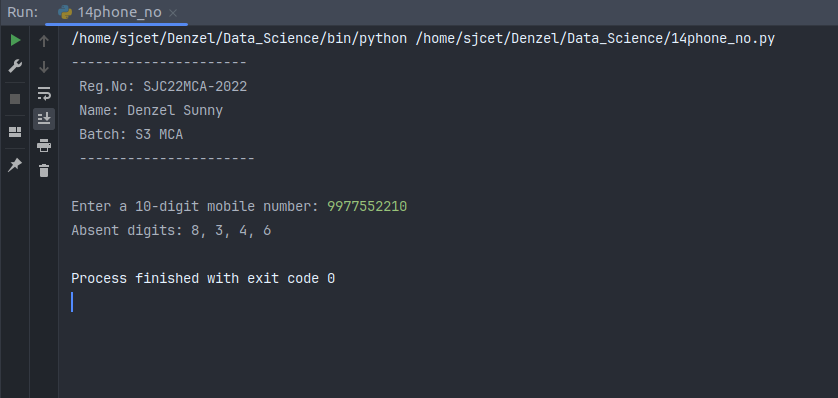 Run: 14phone_no ×
/home/sjcet/Denzel/Data_Science/bin/python /home/sjcet/Denzel/Data_Science/14phone_no.py
----------------------
Reg.No: SJC22MCA-2022
Name: Denzel Sunny
Batch: S3 MCA
----------------------
Enter a 10-digit mobile number: 9977552210
Absent digits: 8, 3, 4, 6
Process finished with exit code 0